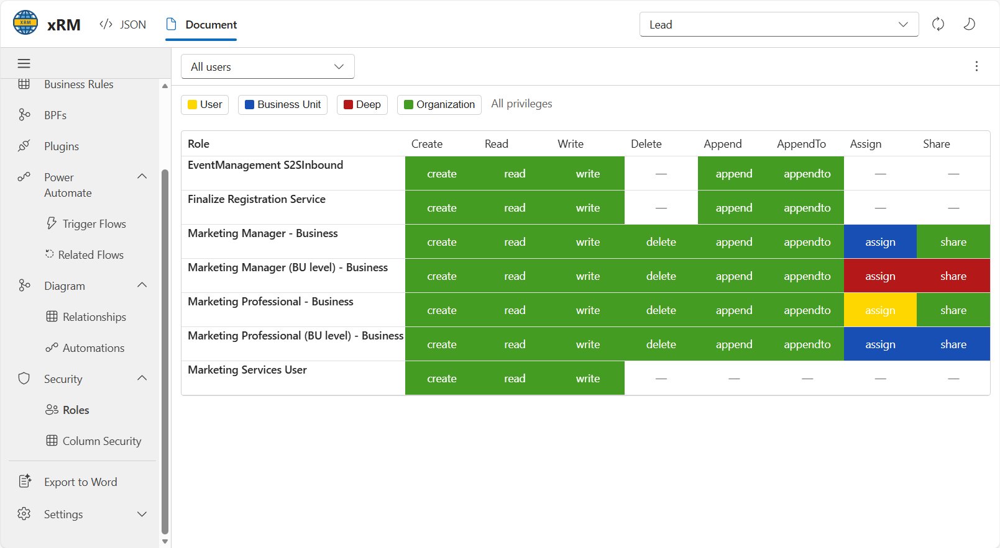 XRM
xRM
JSON
Document
Lead
All users
Business Rules
BPFs
Plugins
Power
Automate
Trigger Flows
Related Flows
Diagram
Relationships
Automations
Security
Roles
Column Security
Export to Word
Settings
User
Business Unit
Deep
Organization
All privileges
Role Create Read Write Delete Append AppendTo Assign Share
EventManagement S2SInbound create read write — append appendto — —
Finalize Registration Service create read write — append appendto — —
Marketing Manager - Business create read write delete append appendto assign share
Marketing Manager (BU level) - Business create read write delete append appendto assign share
Marketing Professional - Business create read write delete append appendto assign share
Marketing Professional (BU level) - Business create read write delete append appendto assign share
Marketing Services User create read write — — — — —